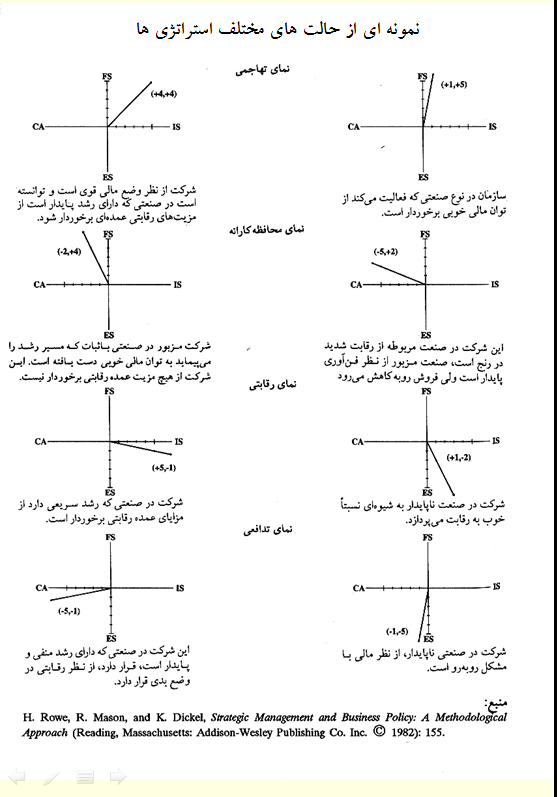 نمونه ای از حالت های مختلف استراتژی ها
نمای تهاجمی
FS
(+1,+5)
CA
IS
ES
سازمان در نوع صنعتی که فعالیت می‌کند از
توان مالی خوبی برخوردار است.
FS
(+4,+4)
CA
IS
ES
شرکت از نظر وضع مالی قوی است و توانسته
است در صنعتی که دارای رشد پایدار است از
مزیت‌های رقابتی عمده‌ای برخوردار شود.
نمای محافظه‌کارانه
FS
(-5,+2)
CA
IS
ES
این شرکت در صنعت مربوطه از رقابت شدید
در رنج است، صنعت مزبور از نظر فن‌آوری
پایدار است ولی فروش روبه‌کاهش می‌رود
FS
(-2,+4)
CA
IS
ES
شرکت مزبور در صنعتی باثبات که مسیر رشد را
می‌پیماید به توان مالی خوبی دست یافته است. این
شرکت از هیچ مزیت عمده رقابتی برخوردار نیست.
نمای رقابتی
FS
(+1,-2)
CA
IS
ES
شرکت در صنعت ناپایدار به شیوه‌ای نسبتاً
خوب به رقابت می‌پردازد.
FS
(+5,-1)
CA
IS
ES
شرکت در صنعتی که رشد سریعی دارد از
مزایای عمده رقابتی برخوردار است.
نمای تدافعی
FS
(-1,-5)
CA
IS
ES
شرکت در صنعتی ناپایدار، از نظر مالی با
مشکل روبه‌رو است.
FS
(-5,-1)
CA
IS
ES
این شرکت در صنعتی‌که دارای رشد منفی و
پایدار است، قرار دارد، از نظر رقابتی در
وضع بدی قرار دارد.
منبع:
H. Rowe, R. Mason, and K. Dickel, Strategic Management and Business Policy: A Methodological
Approach (Reading, Massachusetts: Addison-Wesley Publishing Co. Inc. © 1982): 155.